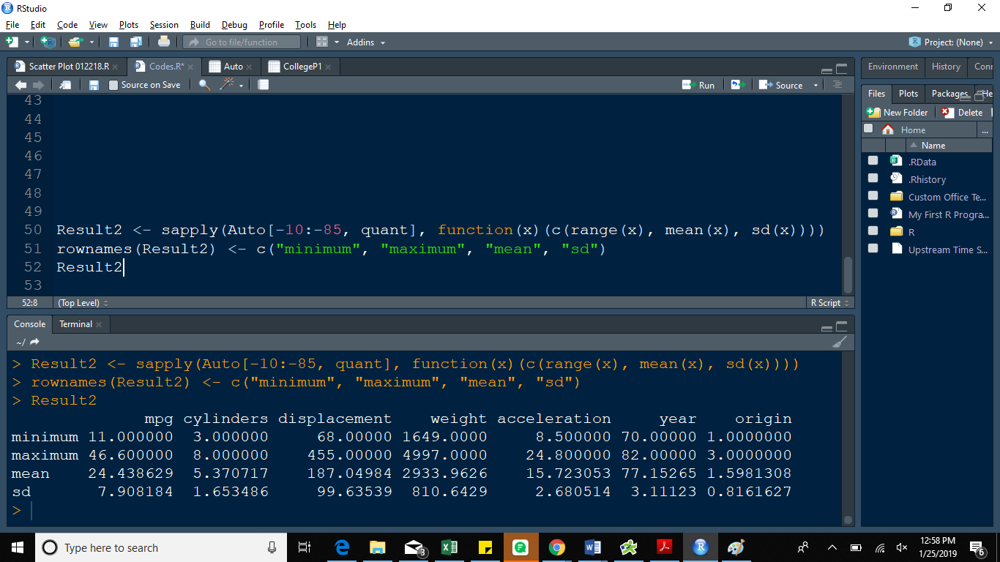 RStudio
File Edit Code View Plots Session Build Debug Profile Tools Help
Go to file/function Addins Project: (None)
Scatter Plot 012218.R Codes.R* Auto CollegeP1
Source on Save Run Source
43
44
45
46
47
48
49
50 Result2 <- sapply(Auto[-10:-85, quant], function(x)(c(range(x), mean(x), sd(x))))
51 rownames(Result2) <- c("minimum", "maximum", "mean", "sd")
52 Result2
53
52:8 (Top Level) R Script
Console Terminal
~/
> Result2 <- sapply(Auto[-10:-85, quant], function(x)(c(range(x), mean(x), sd(x))))
> rownames(Result2) <- c("minimum", "maximum", "mean", "sd")
> Result2
mpg cylinders displacement weight acceleration year origin
minimum 11.000000 3.000000 68.00000 1649.0000 8.500000 70.00000 1.0000000
maximum 46.600000 8.000000 455.00000 4997.0000 24.800000 82.00000 3.0000000
mean 24.438629 5.370717 187.04984 2933.9626 15.723053 77.15265 1.5981308
sd 7.908184 1.653486 99.63539 810.6429 2.680514 3.11123 0.8161627
>
Environment History Conn
Files Plots Packages He
New Folder Delete
Home ...
Name
.RData
.Rhistory
Custom Office Te...
My First R Progra...
R
Upstream Time S...
Type here to search 3 12:58 PM
1/25/2019 6